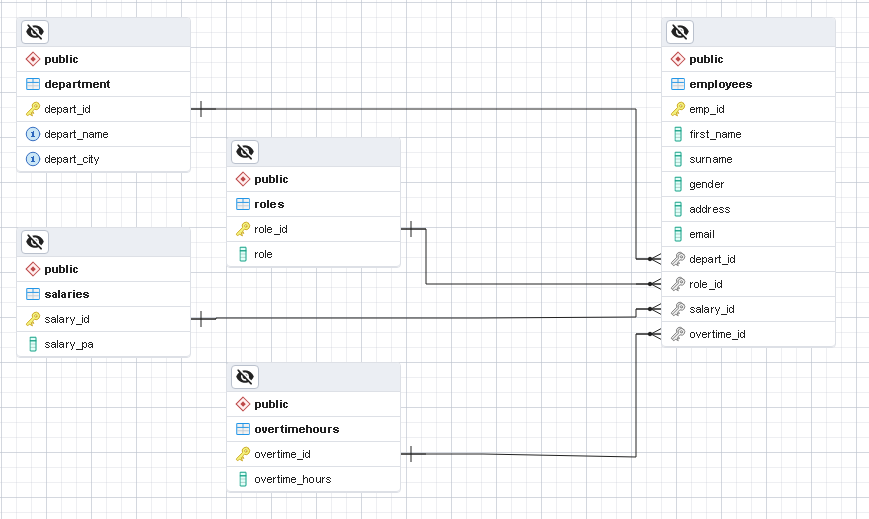 public
department
depart_id
depart_name
depart_city
public
roles
role_id
role
public
salaries
salary_id
salary_pa
public
overtimehours
overtime_id
overtime_hours
public
employees
emp_id
first_name
surname
gender
address
email
depart_id
role_id
salary_id
overtime_id